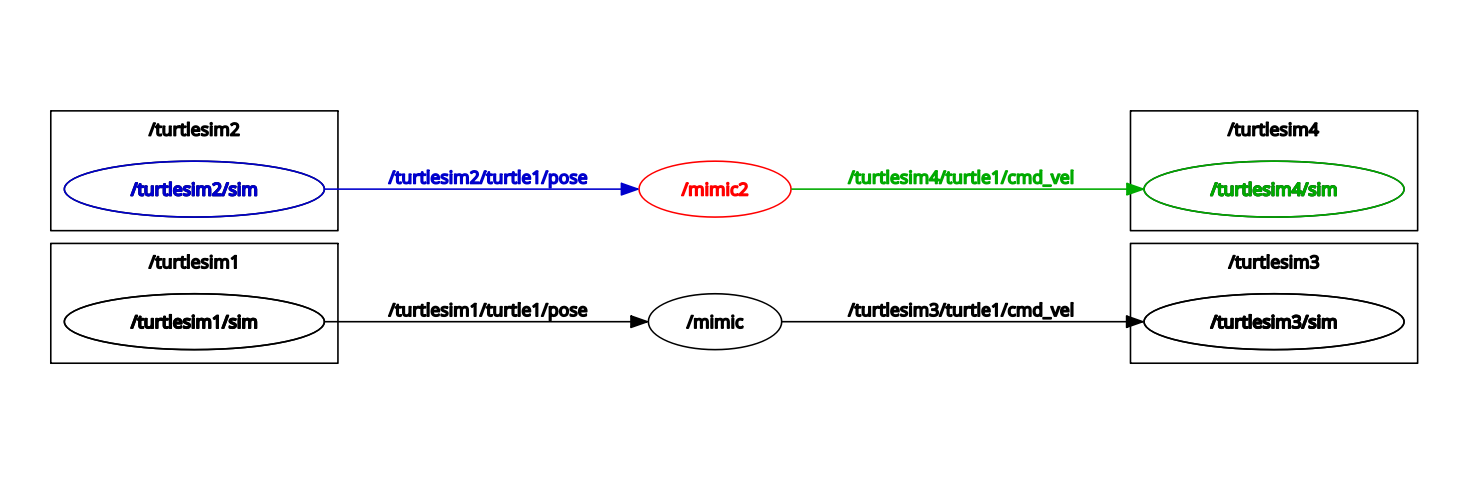 /turtlesim2
/turtlesim4
/turtlesim2/sim
/turtlesim2/turtle1/pose
/mimic2
/turtlesim4/turtle1/cmd_vel
/turtlesim4/sim
/turtlesim1
/turtlesim3
/turtlesim1/sim
/turtlesim1/turtle1/pose
/mimic
/turtlesim3/turtle1/cmd_vel
/turtlesim3/sim